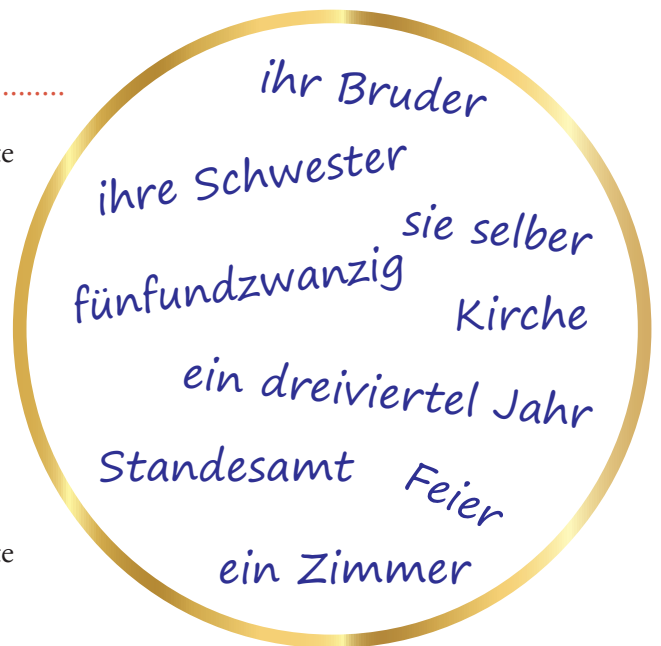 ihr Bruder
ihre Schwester
sie selber
fünfundzwanzig
Kirche
ein dreiviertel Jahr
Standesamt
Feier
ein Zimmer